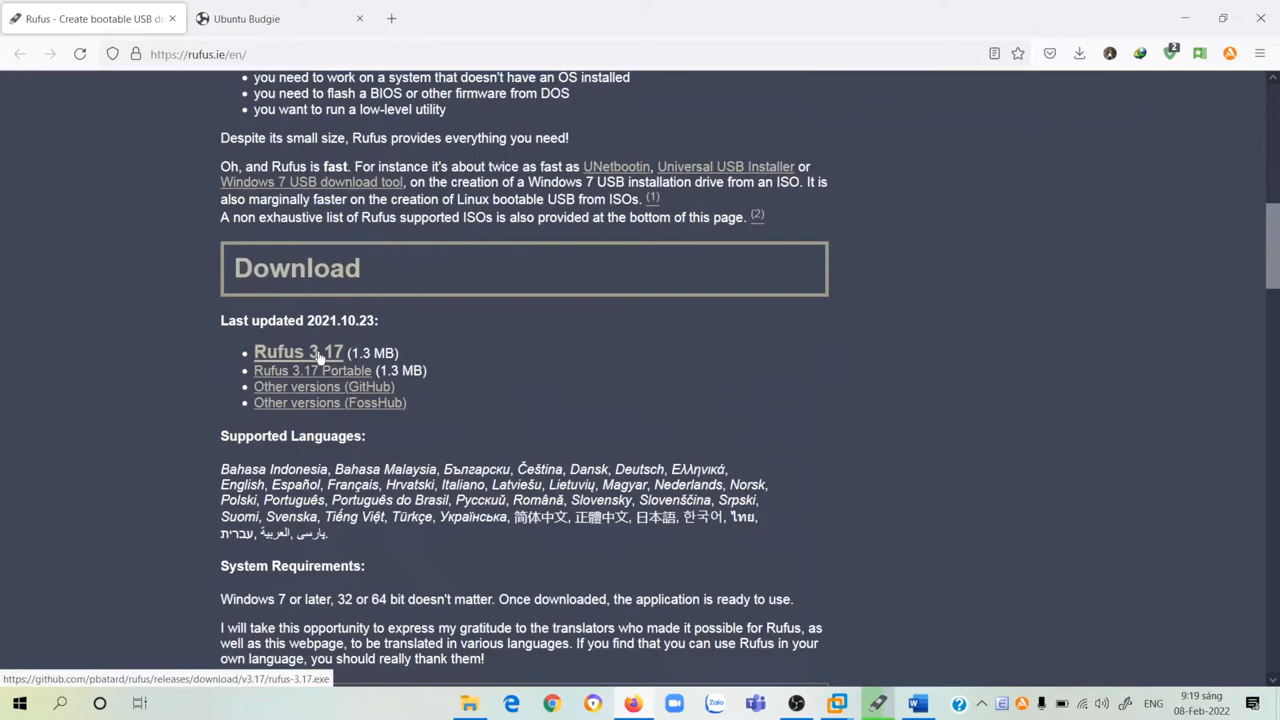 Rufus - Create bootable USB dr
Ubuntu Budgie
https://rufus.ie/en/
2
you need to work on a system that doesn't have an OS installed
you need to flash a BIOS or other firmware from DOS
you want to run a low-level utility
Despite its small size, Rufus provides everything you need!
Oh, and Rufus is fast. For instance it's about twice as fast as UNetbootin, Universal USB Installer or
Windows 7 USB download tool, on the creation of a Windows 7 USB installation drive from an ISO. It is
also marginally faster on the creation of Linux bootable USB from ISOs. (1)
A non exhaustive list of Rufus supported ISOs is also provided at the bottom of this page. (2)
Download
Last updated 2021.10.23:
Rufus 3.17 (1.3 MB)
Rufus 3.17 Portable (1.3 MB)
Other versions (GitHub)
Other versions (FossHub)
Supported Languages:
Bahasa Indonesia, Bahasa Malaysia, Български, Čeština, Dansk, Deutsch, Ελληνικά,
English, Español, Français, Hrvatski, Italiano, Latviešu, Lietuvių, Magyar, Nederlands, Norsk,
Polski, Português, Português do Brasil, Русский, Română, Slovensky, Slovenščina, Srpski,
Suomi, Svenska, Tiếng Việt, Türkçe, Українська, 简体中文, 正體中文, 日本語, 한국어, ไทย,
עברית, العربية, پارسی.
System Requirements:
Windows 7 or later, 32 or 64 bit doesn't matter. Once downloaded, the application is ready to use.
I will take this opportunity to express my gratitude to the translators who made it possible for Rufus, as
well as this webpage, to be translated in various languages. If you find that you can use Rufus in your
own language, you should really thank them!
https://github.com/pbatard/rufus/releases/download/v3.17/rufus-3.17.exe
Zalo
ENG
9:19 sáng
08-Feb-2022